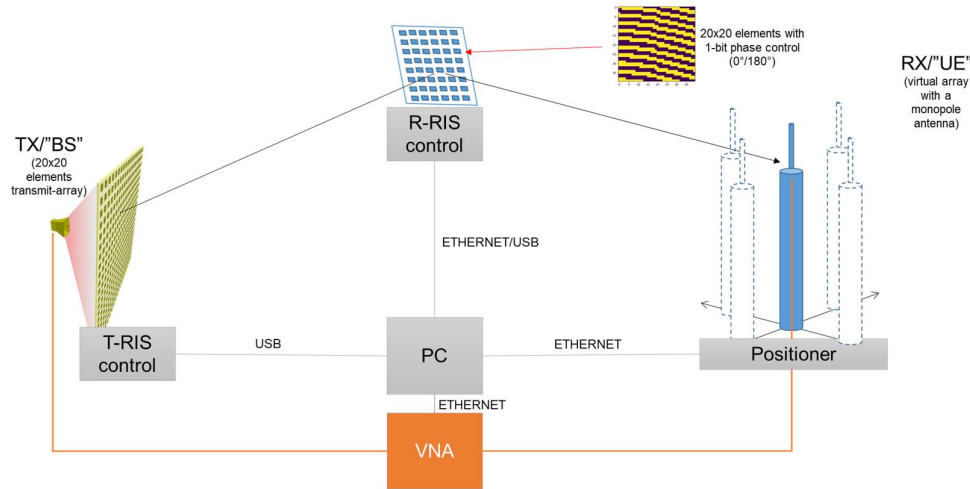 20x20 elements with
1-bit phase control
(0°/180°)
RX/"UE"
(virtual array
with a
monopole
antenna)
R-RIS
control
TX/"BS"
(20x20
elements
transmit-array)
ETHERNET/USB
T-RIS
control
USB
PC
ETHERNET
Positioner
ETHERNET
VNA